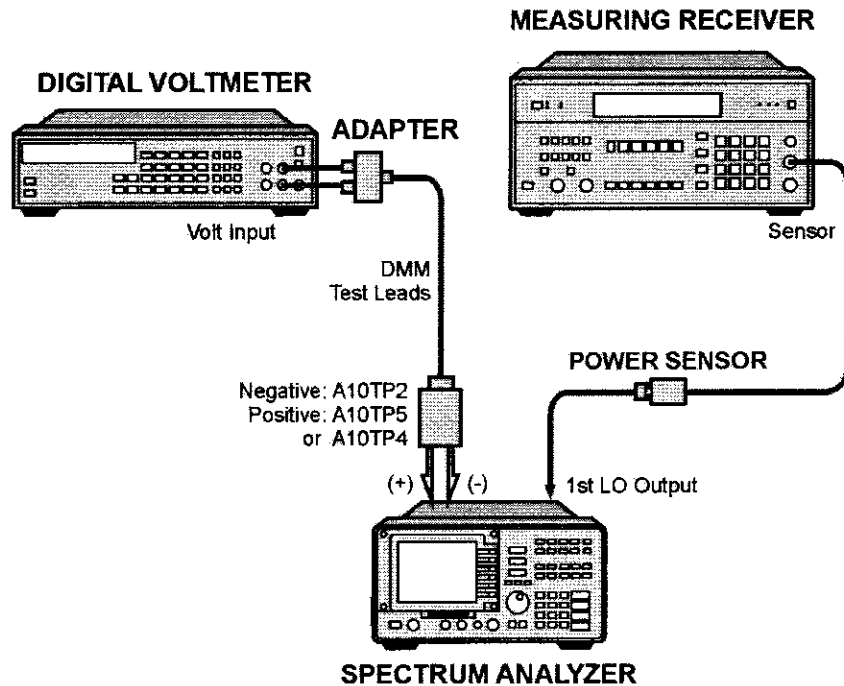 MEASURING RECEIVER
DIGITAL VOLTMETER
ADAPTER
Volt Input
Sensor
DMM
Test Leads
POWER SENSOR
Negative: A10TP2
Positive: A10TP5
or A10TP4
(+)
(-)
1st LO Output
SPECTRUM ANALYZER